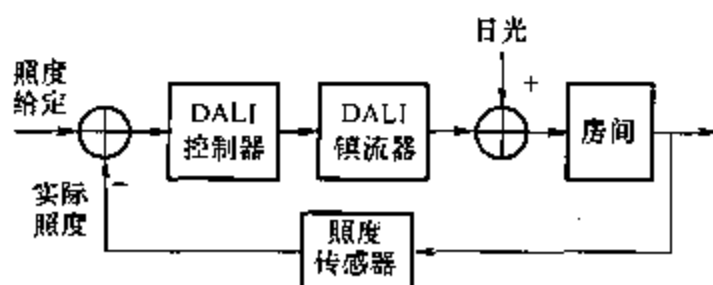 日光
+
照度
给定
DALI
控制器
DALI
镇流器
房间
-
实际
照度
照度
传感器